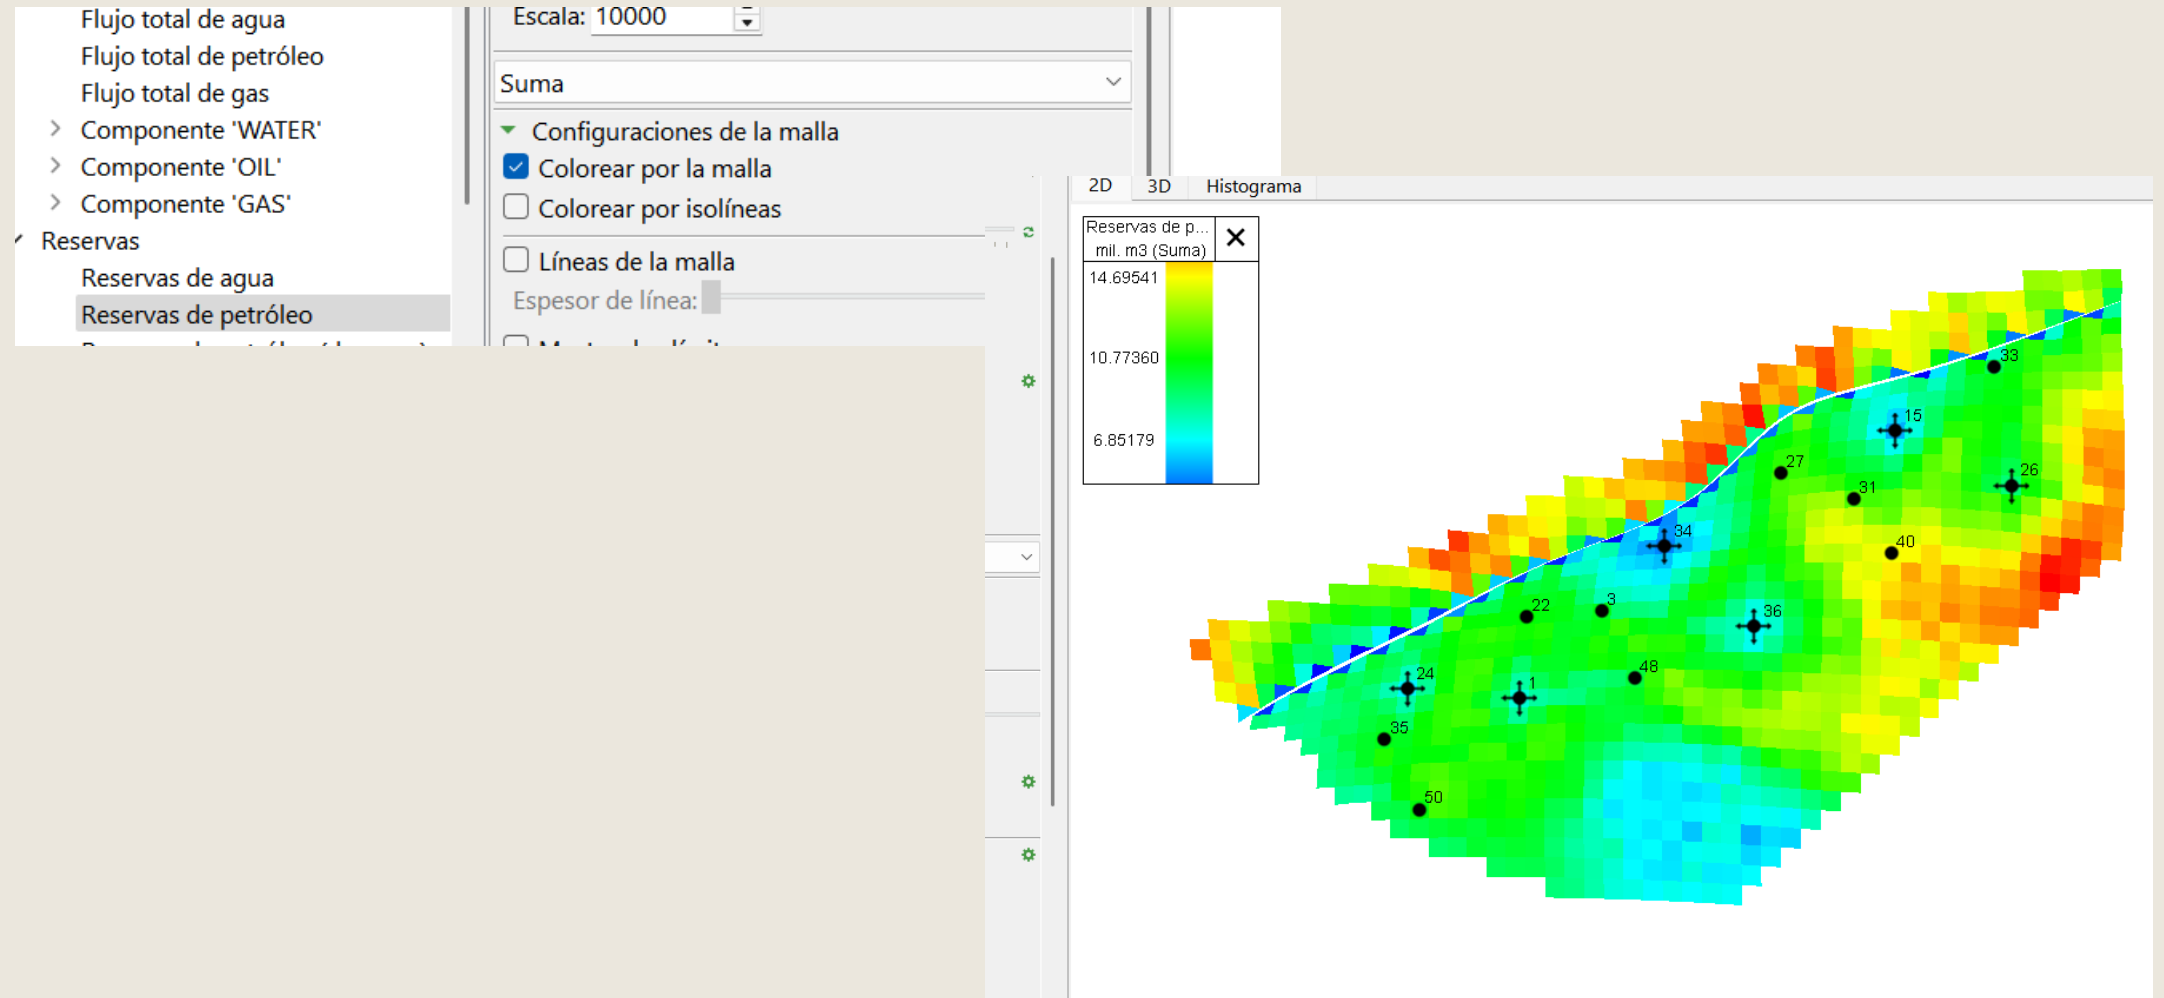 Flujo total de agua
Flujo total de petróleo
Flujo total de gas
Componente 'WATER'
Componente 'OIL'
Componente 'GAS'
Reservas
Reservas de agua
Reservas de petróleo
Escala: 10000
Suma
Configuraciones de la malla
Colorear por la malla
Colorear por isolíneas
Líneas de la malla
Espesor de línea:
2D 3D Histograma
Reservas de p...
mil. m3 (Suma)
14.69541
10.77360
6.85179
33
15
27
26
31
34
40
22
3
36
48
24
1
35
50